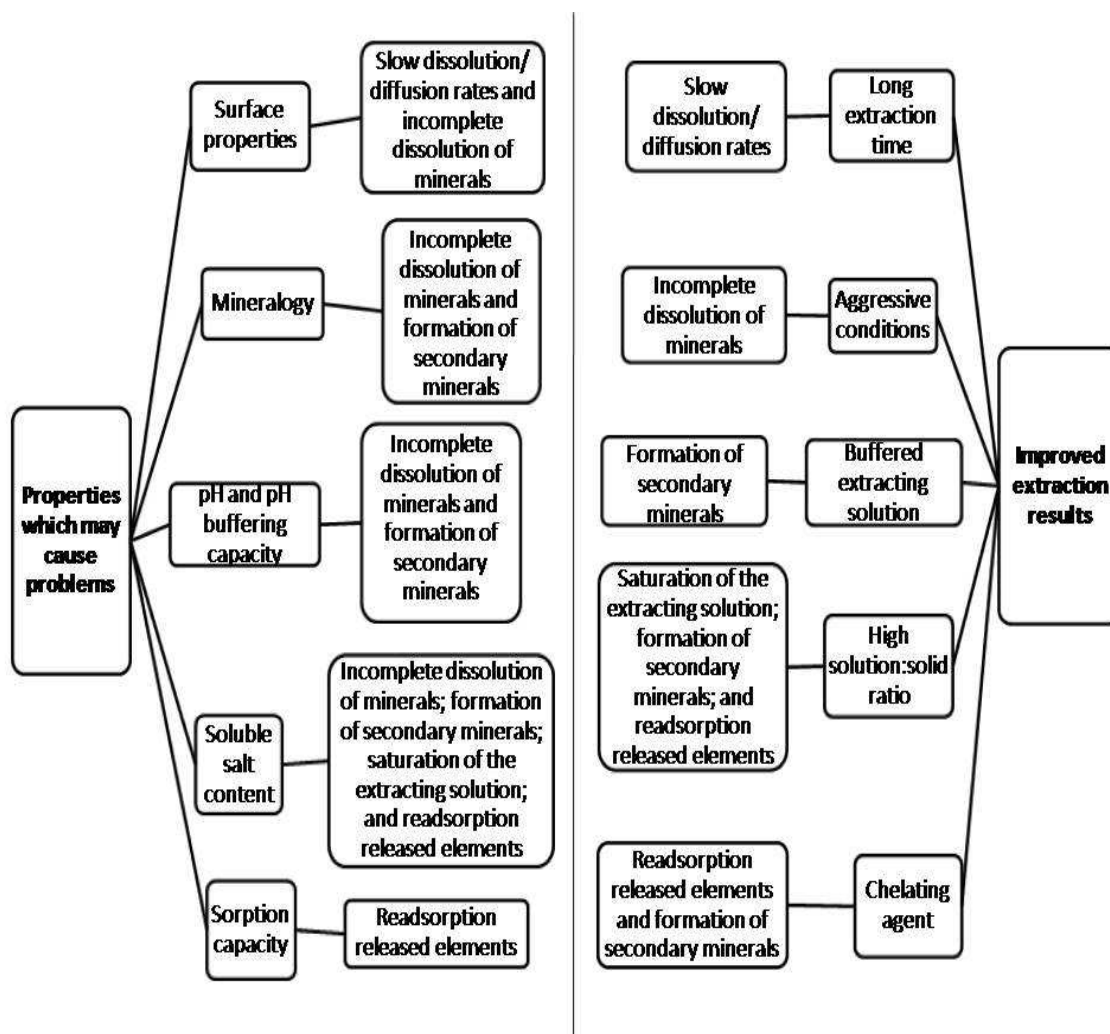 Properties
which may
cause
problems
Surface
properties
Slow dissolution/
diffusion rates and
incomplete
dissolution of
minerals
Mineralogy
Incomplete
dissolution of
minerals and
formation of
secondary
minerals
pH and pH
buffering
capacity
Incomplete
dissolution of
minerals and
formation of
secondary
minerals
Soluble
salt
content
Incomplete dissolution
of minerals; formation
of secondary minerals;
saturation of the
extracting solution;
and readsorption
released elements
Sorption
capacity
Readsorption
released elements
Slow
dissolution/
diffusion rates
Long
extraction
time
Incomplete
dissolution of
minerals
Aggressive
conditions
Formation of
secondary
minerals
Buffered
extracting
solution
Saturation of the
extracting solution;
formation of
secondary
minerals; and
readsorption
released elements
High
solution:solid
ratio
Readsorption
released elements
and formation of
secondary minerals
Chelating
agent
Improved
extraction
results